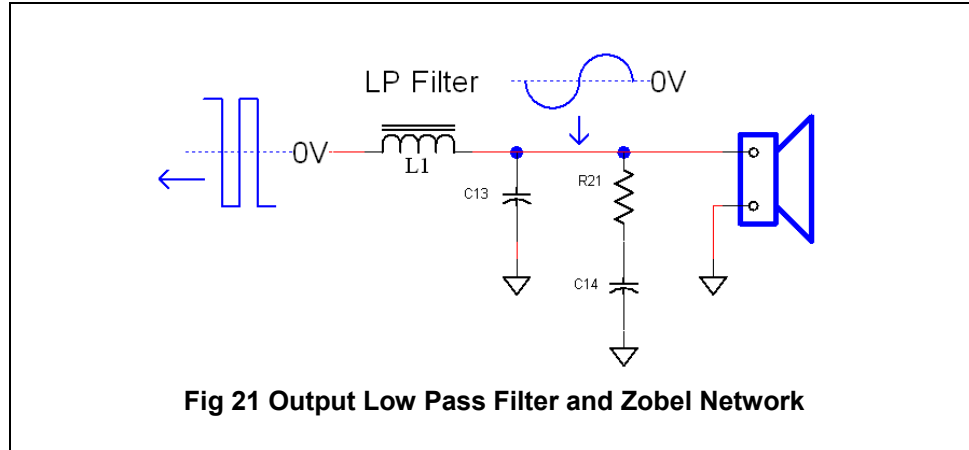 LP Filter
0V
0V
L1
C13
R21
C14
Fig 21 Output Low Pass Filter and Zobel Network